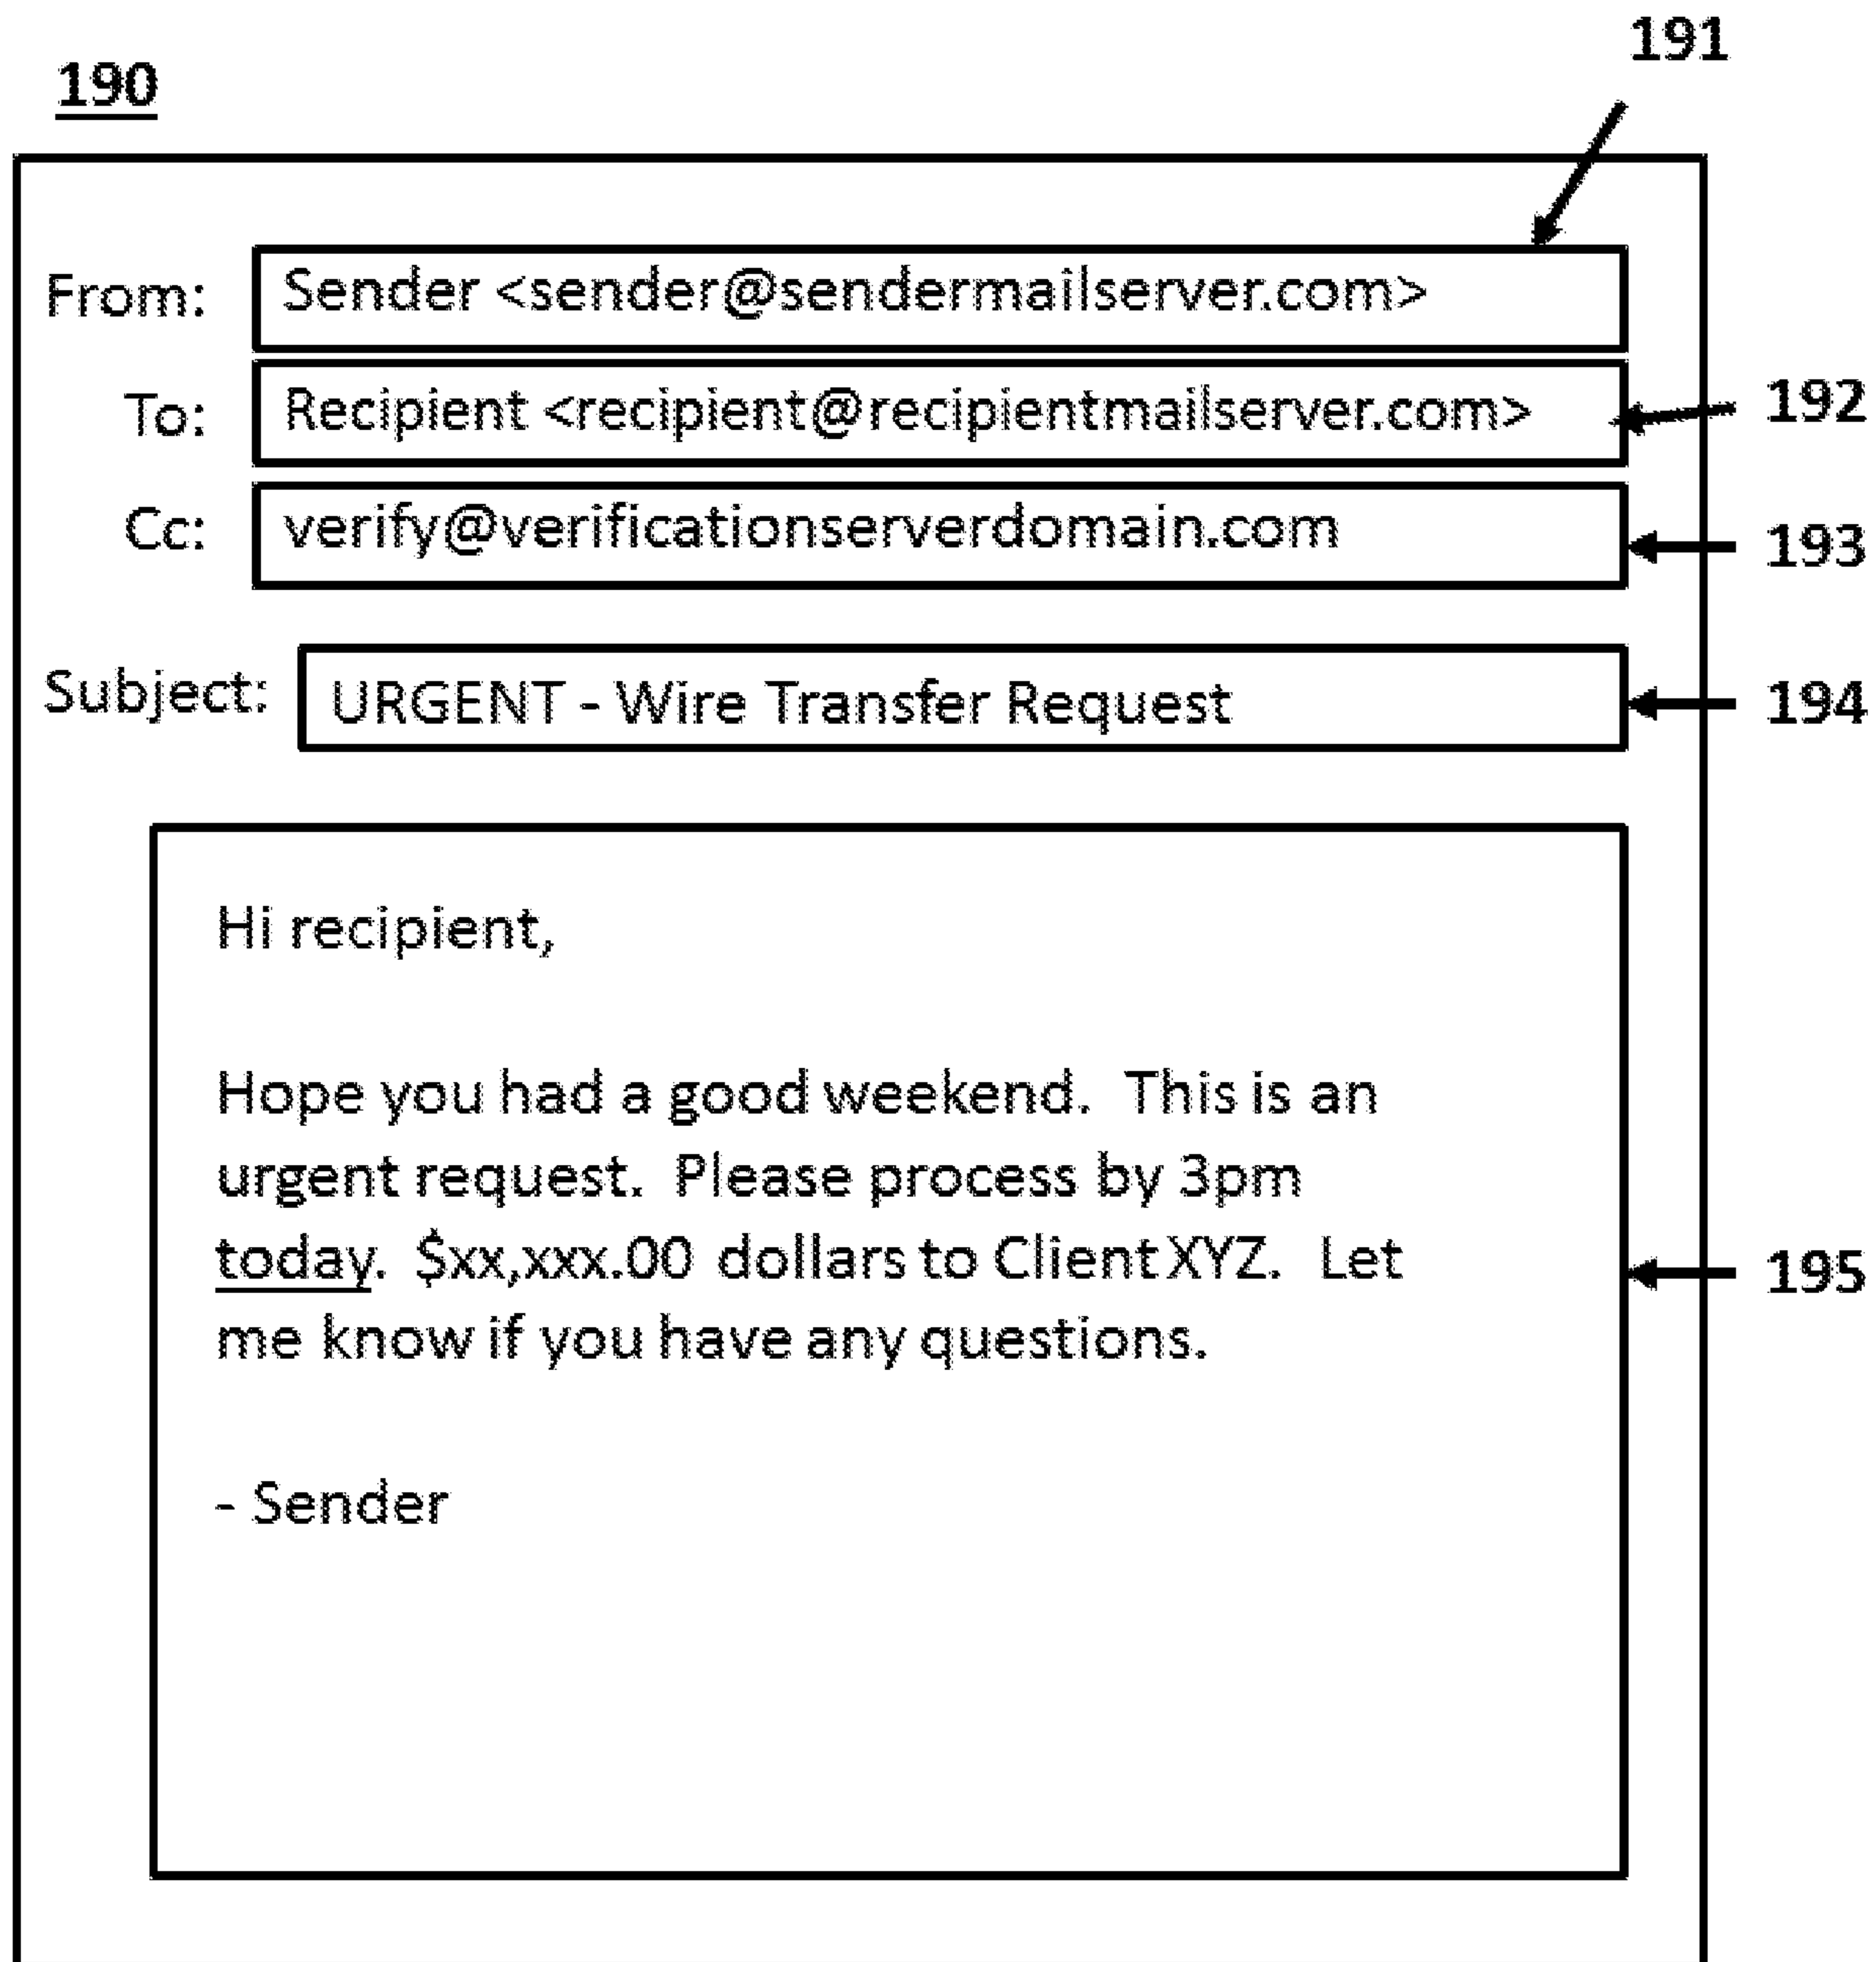 191
190
From: Sender <sender@sendermailserver.com>
To: Recipient <recipient@recipientmailserver.com> 192
Cc: verify@verificationserverdomain.com 193
Subject: URGENT - Wire Transfer Request 194
Hi recipient,
Hope you had a good weekend. This is an
urgent request. Please process by 3pm
today. $xx,xxx.00 dollars to Client XYZ. Let 195
me know if you have any questions.
- Sender